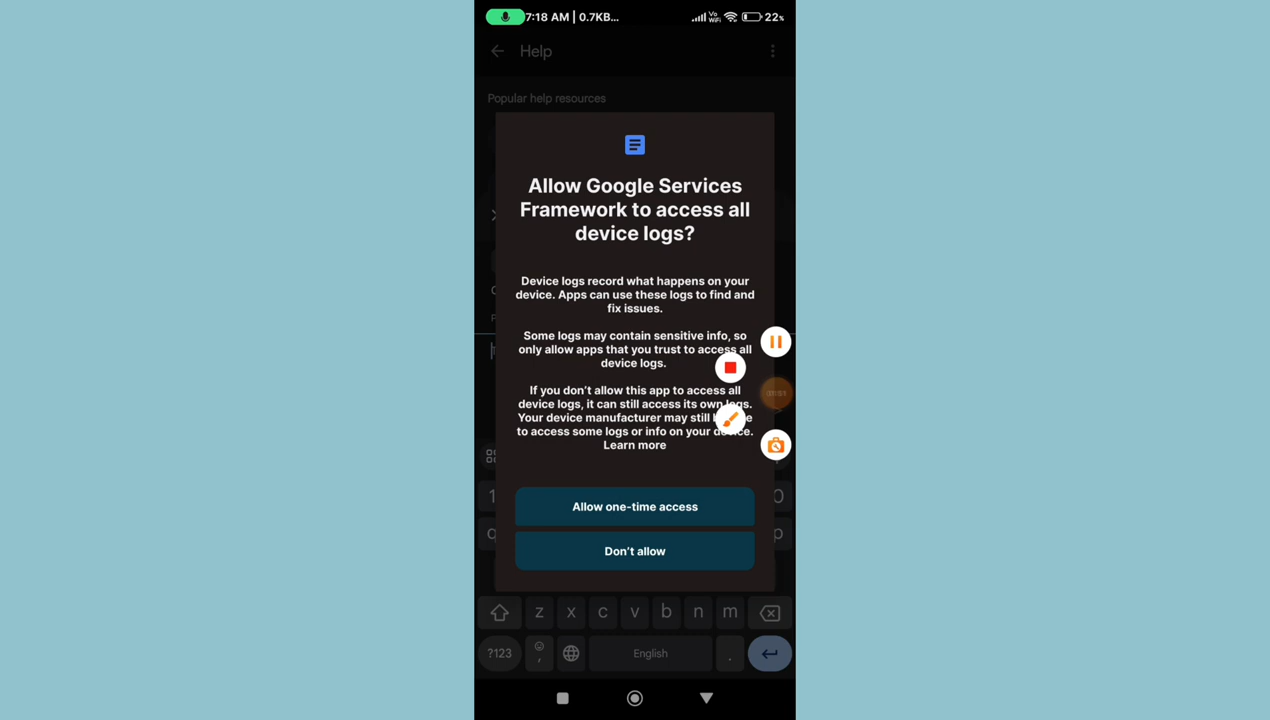 7:18 AM | 0.7KB...
Vo
WiFi
22%
Help
Popular help resources
Allow Google Services
Framework to access all
device logs?
Device logs record what happens on your
device. Apps can use these logs to find and
fix issues.
Some logs may contain sensitive info, so
only allow apps that you trust to access all
device logs.
If you don't allow this app to access all
device logs, it can still access its own logs.
Your device manufacturer may still
to access some logs or info on your device.
Learn more
Allow one-time access
Don't allow
1
q p
z x c v b n m
?123 , English .